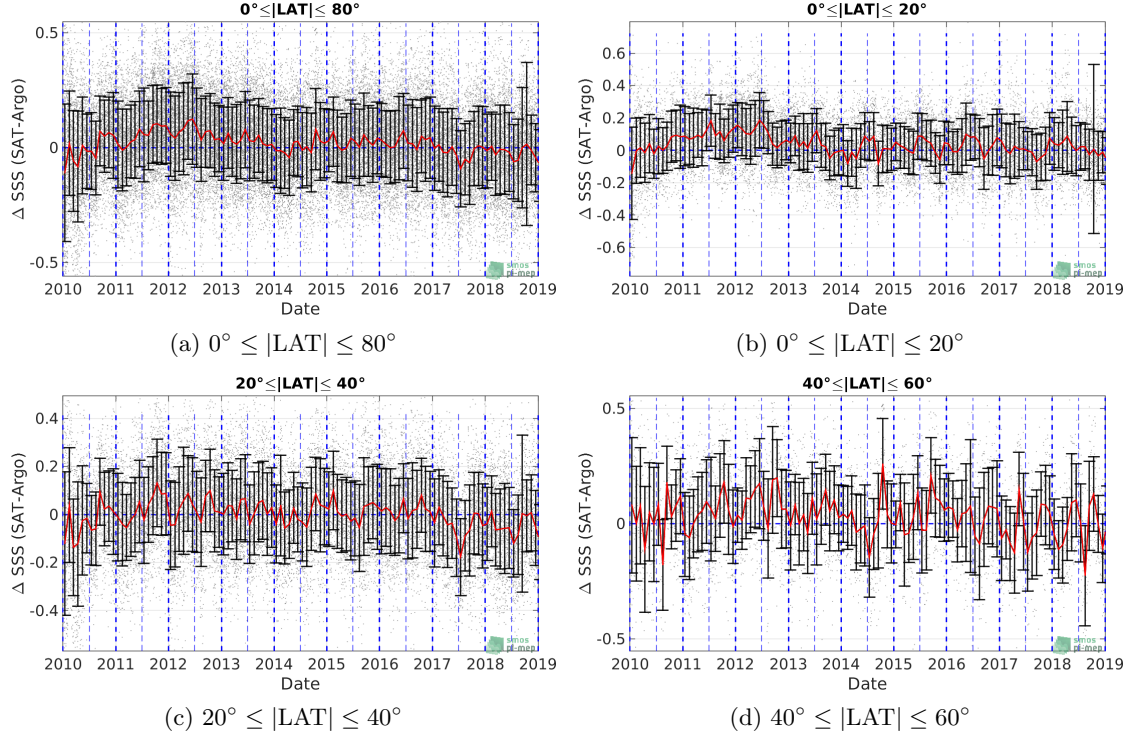 0°≤|LAT|≤ 80°
Δ SSS (SAT-Argo)
0.5
0
-0.5
2010 2011 2012 2013 2014 2015 2016 2017 2018 2019
Date
smos
pi-mep
(a) 0° ≤ |LAT| ≤ 80°
0°≤|LAT|≤ 20°
Δ SSS (SAT-Argo)
0.6
0.4
0.2
0
-0.2
-0.4
-0.6
2010 2011 2012 2013 2014 2015 2016 2017 2018 2019
Date
smos
pi-mep
(b) 0° ≤ |LAT| ≤ 20°
20°≤|LAT|≤ 40°
Δ SSS (SAT-Argo)
0.4
0.2
0
-0.2
-0.4
2010 2011 2012 2013 2014 2015 2016 2017 2018 2019
Date
smos
pi-mep
(c) 20° ≤ |LAT| ≤ 40°
40°≤|LAT|≤ 60°
Δ SSS (SAT-Argo)
0.5
0
-0.5
2010 2011 2012 2013 2014 2015 2016 2017 2018 2019
Date
smos
pi-mep
(d) 40° ≤ |LAT| ≤ 60°